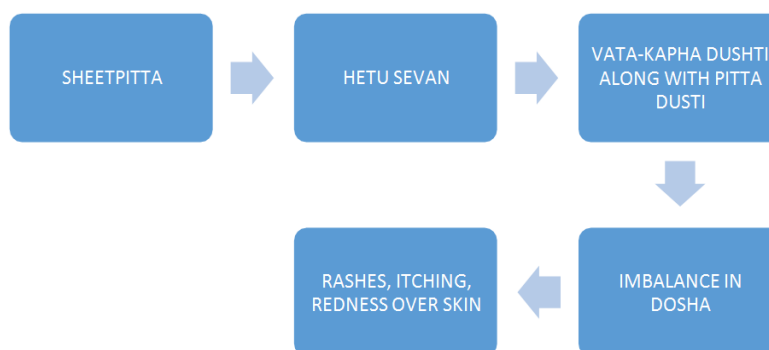 SHEETPITTA
HETU SEVAN
VATA-KAPHA DUSHTI
ALONG WITH PITTA
DUSTI
IMBALANCE IN
DOSHA
RASHES, ITCHING,
REDNESS OVER SKIN